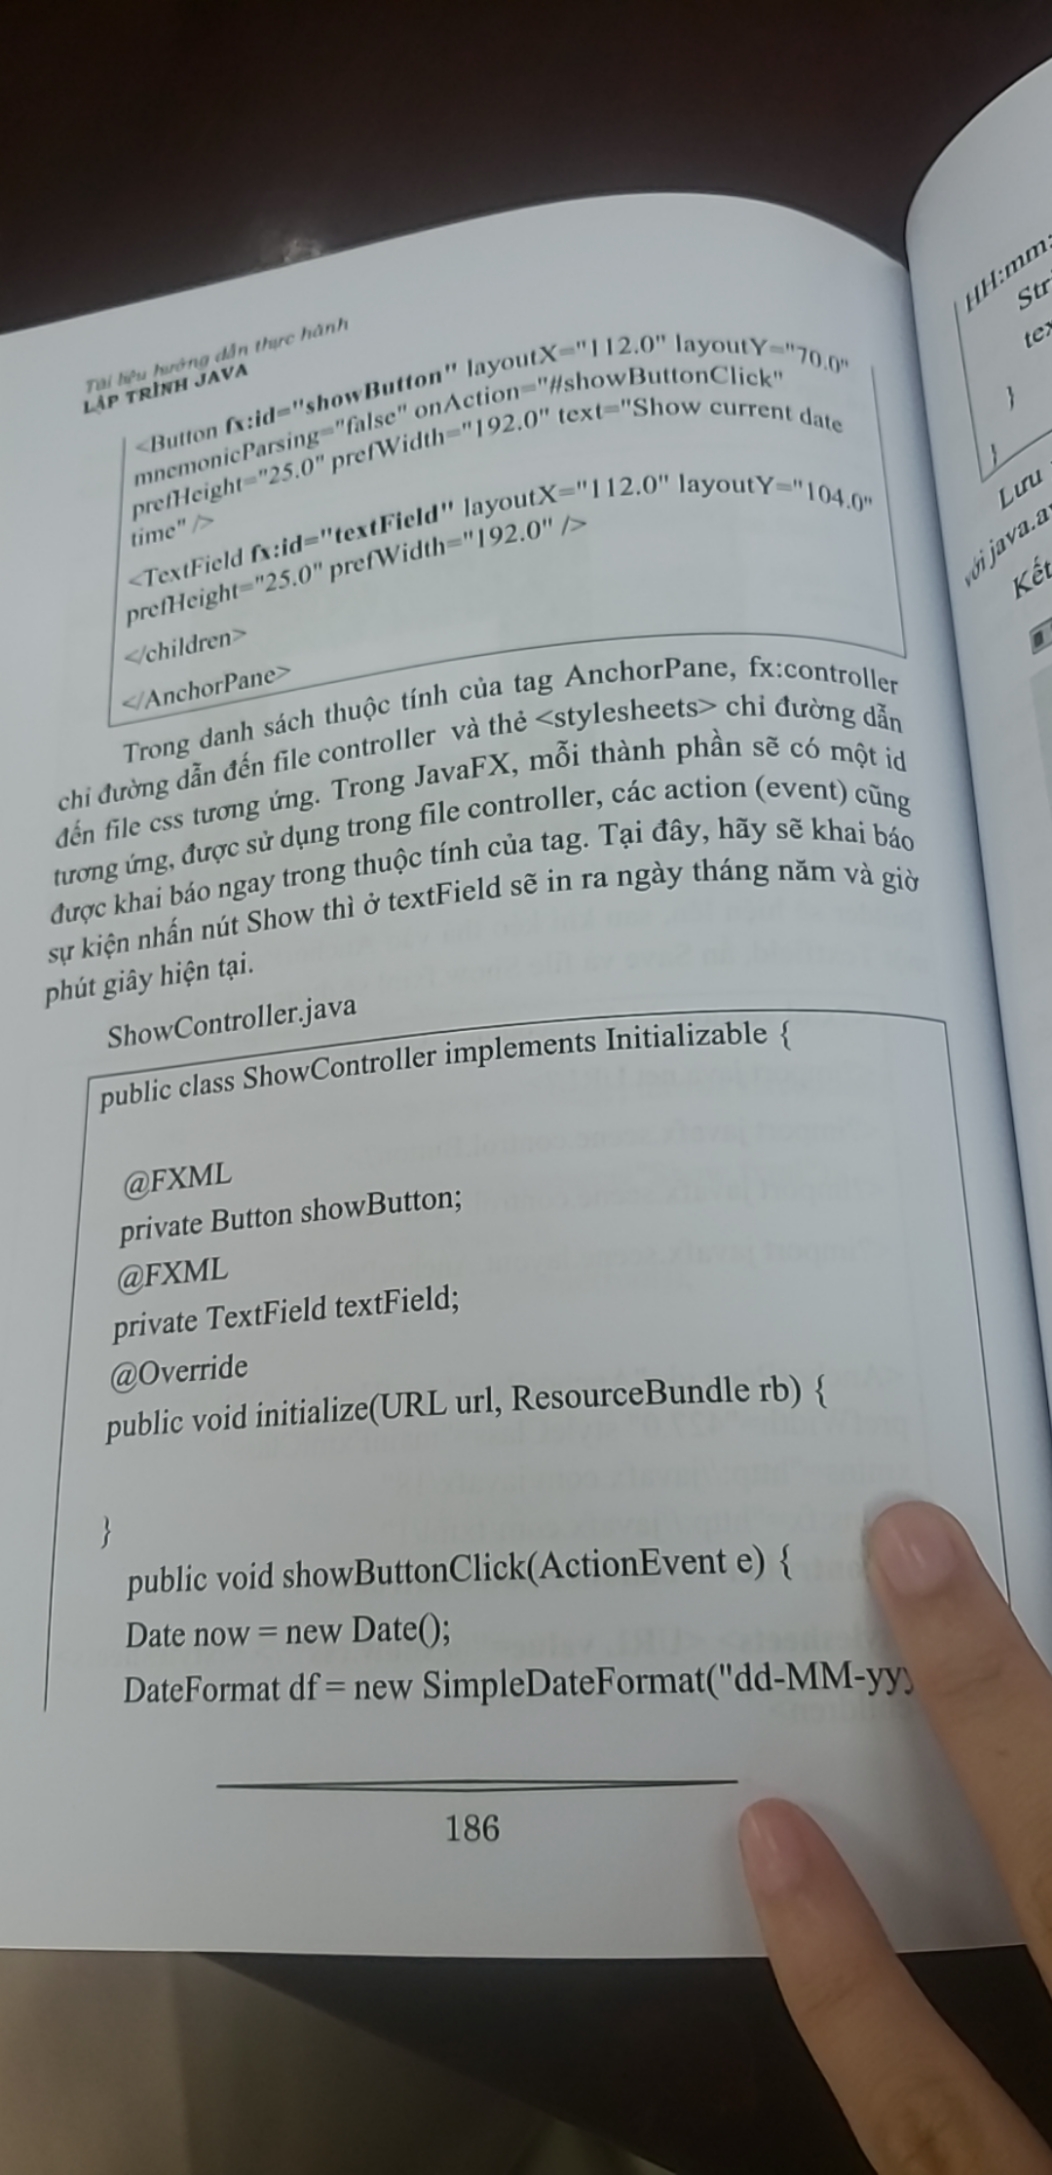 Tài liệu hướng dẫn thực hành
LẬP TRÌNH JAVA
<Button fx:id="showButton" layoutX="112.0" layoutY="70.0"
mnemonicParsing="false" onAction="#showButtonClick"
prefHeight="25.0" prefWidth="192.0" text="Show current date
time" />
<TextField fx:id="textField" layoutX="112.0" layoutY="104.0"
prefHeight="25.0" prefWidth="192.0" />
</children>
</AnchorPane>
Trong danh sách thuộc tính của tag AnchorPane, fx:controller
chỉ đường dẫn đến file controller và thẻ <stylesheets> chỉ đường dẫn
đến file css tương ứng. Trong JavaFX, mỗi thành phần sẽ có một id
tương ứng, được sử dụng trong file controller, các action (event) cũng
được khai báo ngay trong thuộc tính của tag. Tại đây, hãy sẽ khai báo
sự kiện nhấn nút Show thì ở textField sẽ in ra ngày tháng năm và giờ
phút giây hiện tại.
ShowController.java
public class ShowController implements Initializable {
@FXML
private Button showButton;
@FXML
private TextField textField;
@Override
public void initialize(URL url, ResourceBundle rb) {
}
public void showButtonClick(ActionEvent e) {
Date now = new Date();
DateFormat df = new SimpleDateFormat("dd-MM-yyy
186
HH:mm:
Str
tex
}
}
Lưu
với java.a
Kết